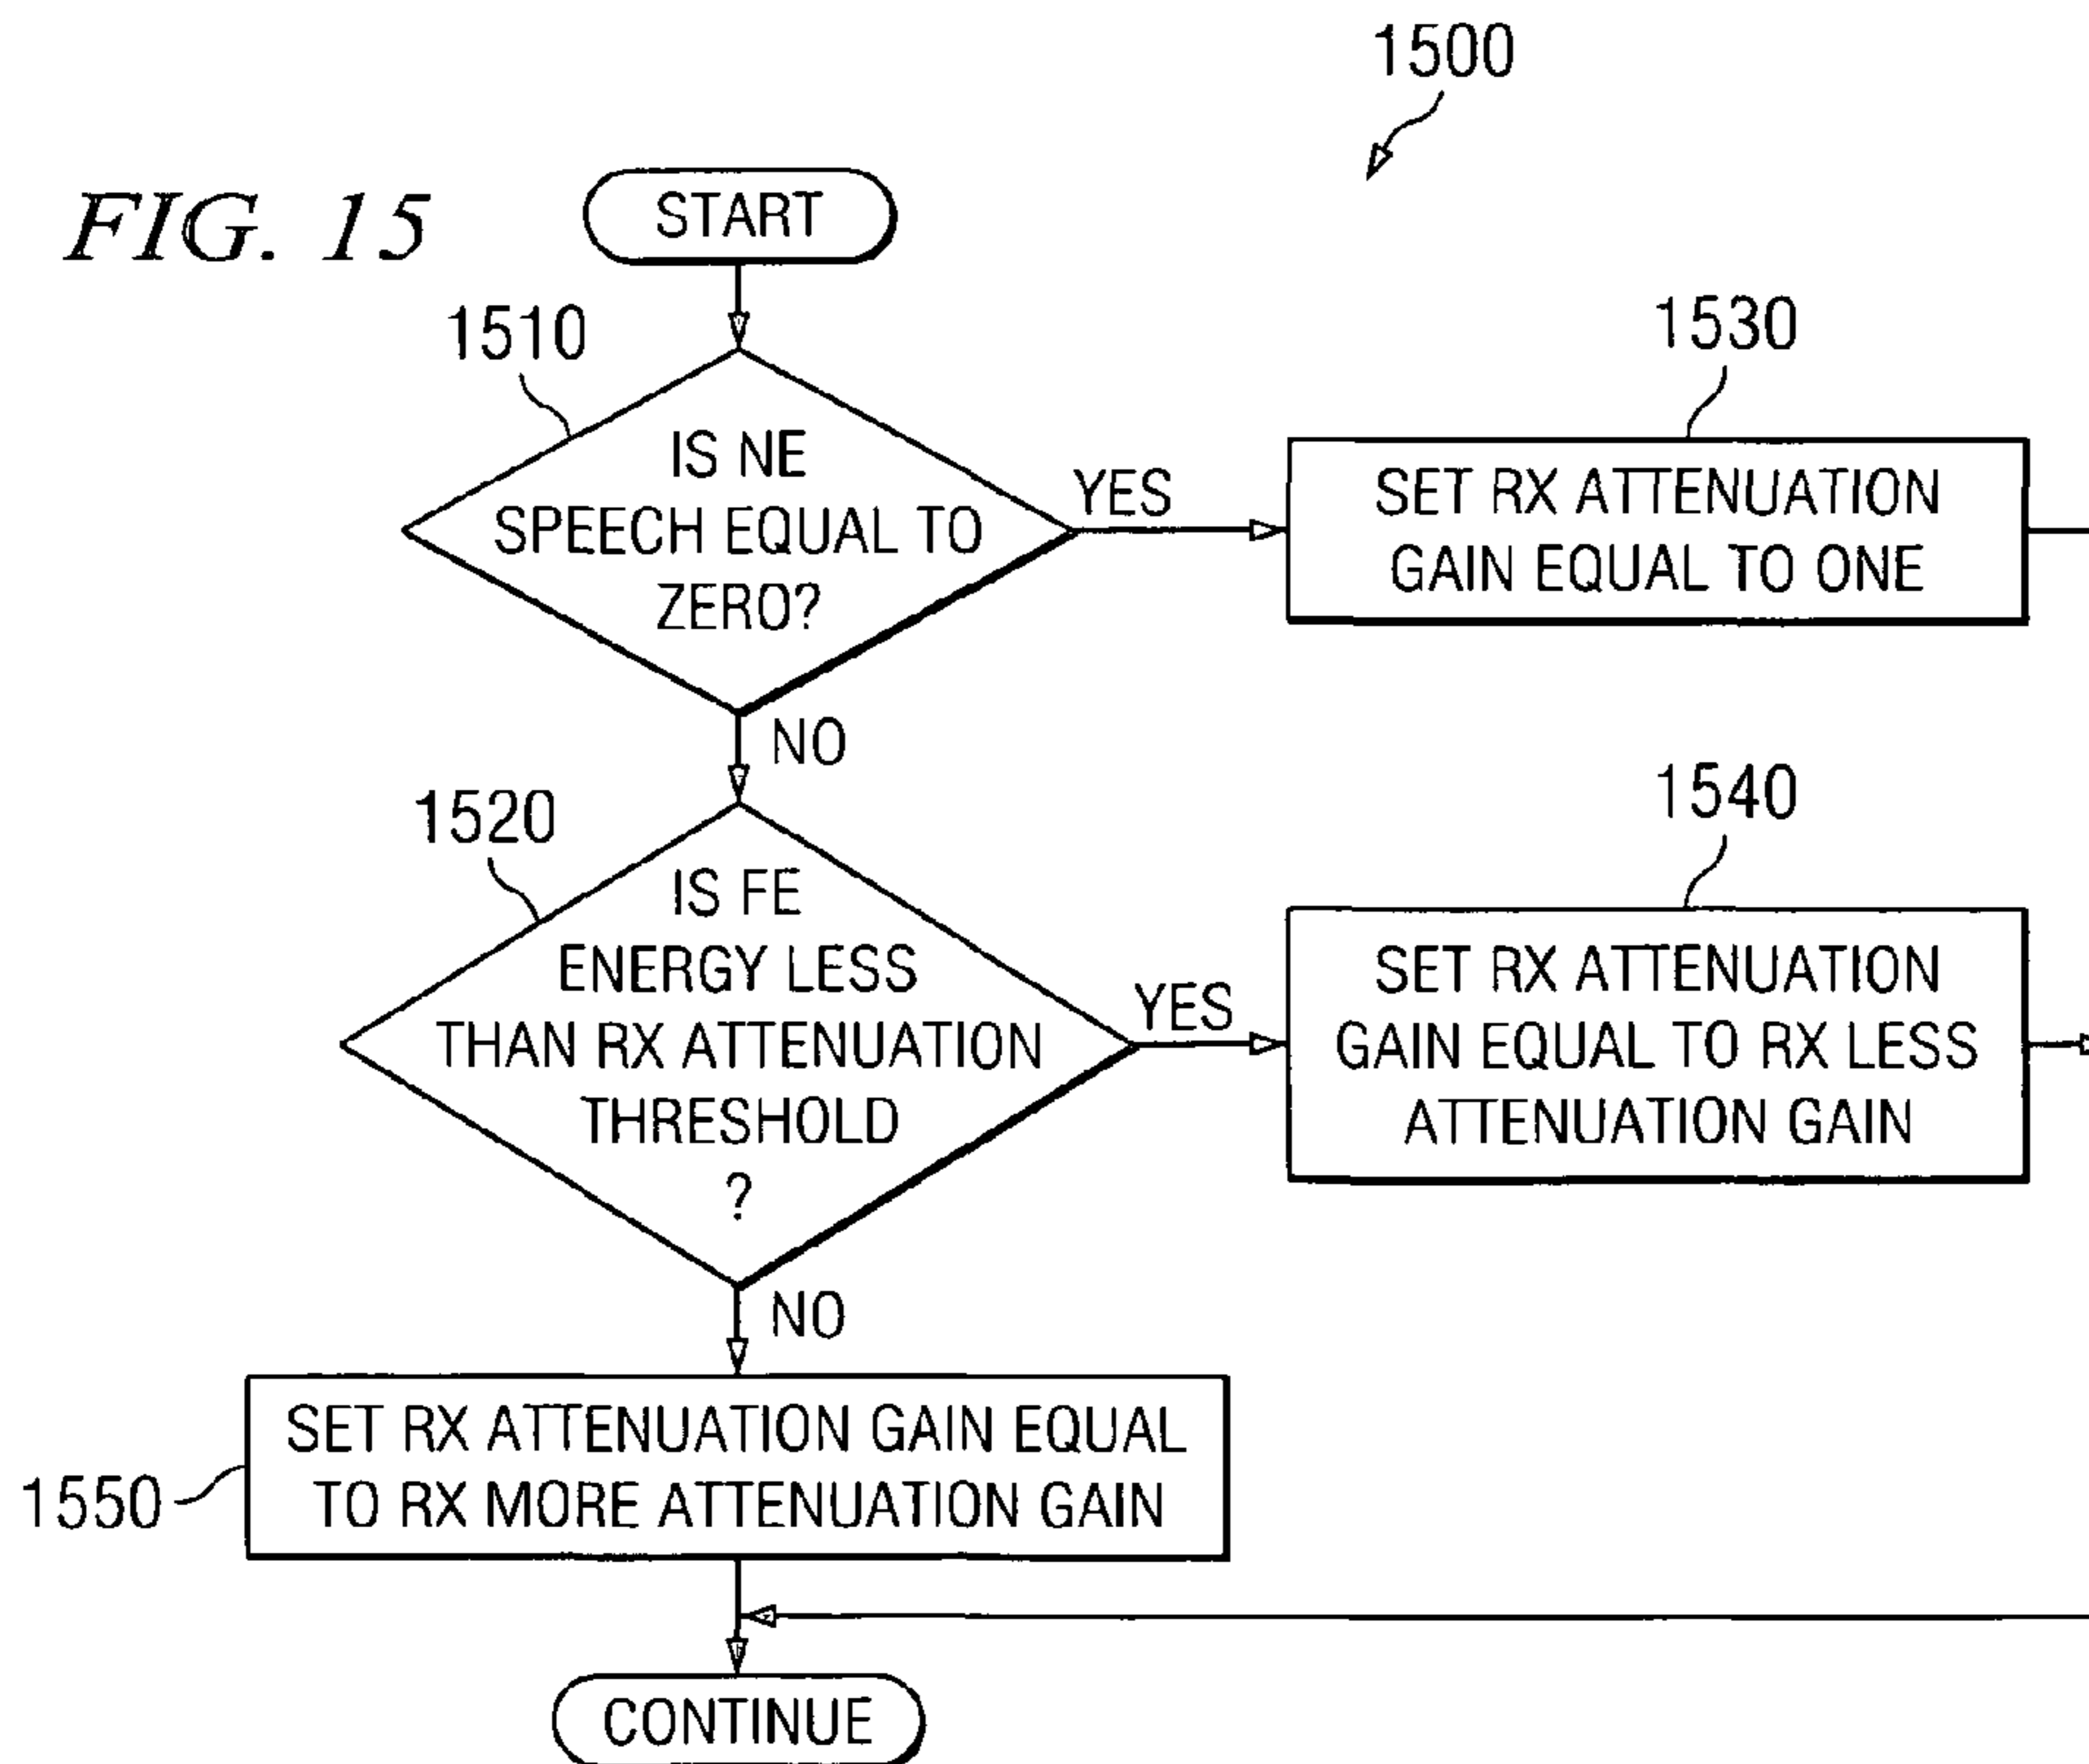 1500
FIG. 15
START
1510
IS NE
SPEECH EQUAL TO
ZERO?
YES
1530
SET RX ATTENUATION
GAIN EQUAL TO ONE
NO
1520
IS FE
ENERGY LESS
THAN RX ATTENUATION
THRESHOLD
?
YES
1540
SET RX ATTENUATION
GAIN EQUAL TO RX LESS
ATTENUATION GAIN
NO
1550
SET RX ATTENUATION GAIN EQUAL
TO RX MORE ATTENUATION GAIN
CONTINUE